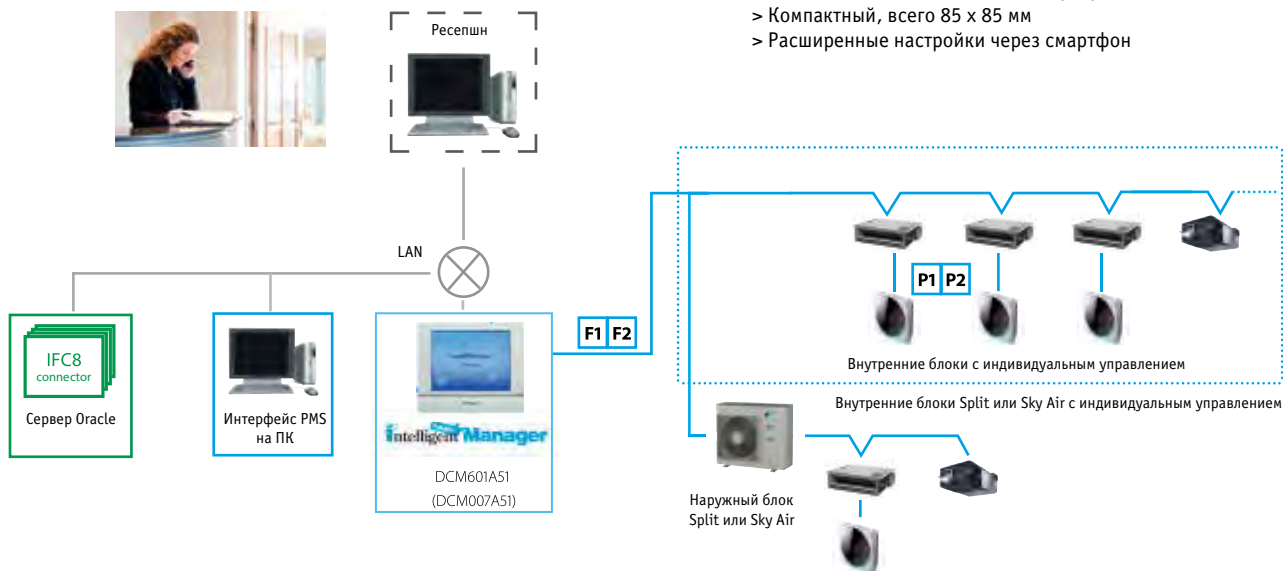 > Компактный, всего 85 x 85 мм
> Расширенные настройки через смартфон
Ресепшн
LAN
IFC8
connector
Сервер Oracle
Интерфейс PMS
на ПК
intelligent Manager
DCM601A51
(DCM007A51)
F1 F2
P1 P2
Внутренние блоки с индивидуальным управлением
Внутренние блоки Split или Sky Air с индивидуальным управлением
Наружный блок
Split или Sky Air